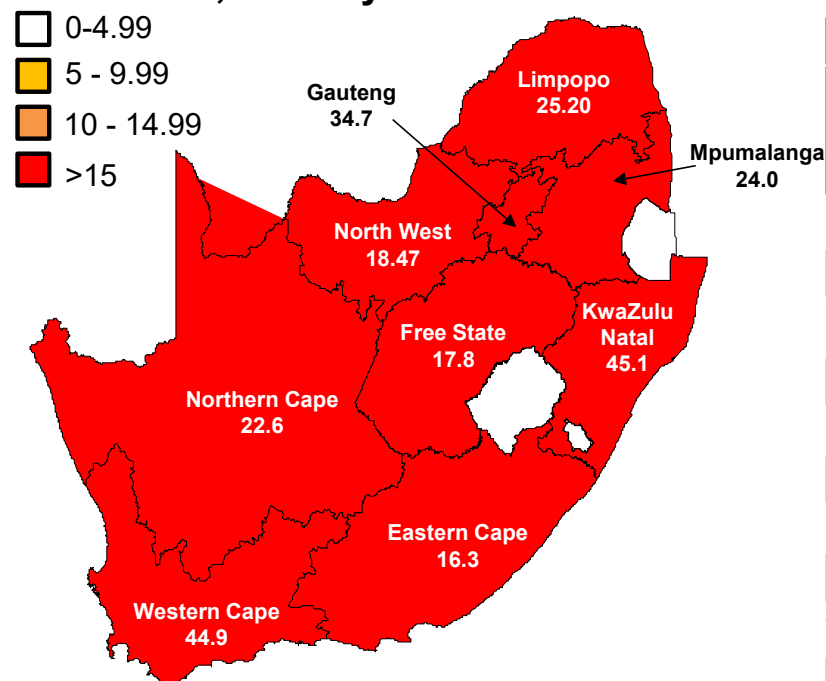 0-4.99
5 - 9.99
10 - 14.99
>15
Gauteng
34.7
Limpopo
25.20
Mpumalanga
24.0
North West
18.47
KwaZulu
Natal
45.1
Free State
17.8
Northern Cape
22.6
Eastern Cape
16.3
Western Cape
44.9